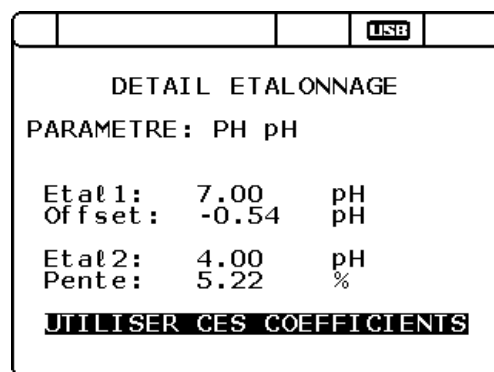 USB
DETAIL ETALONNAGE
PARAMETRE: PH pH
Etal1: 7.00 pH
Offset: -0.54 pH
Etal2: 4.00 pH
Pente: 5.22 %
UTILISER CES COEFFICIENTS